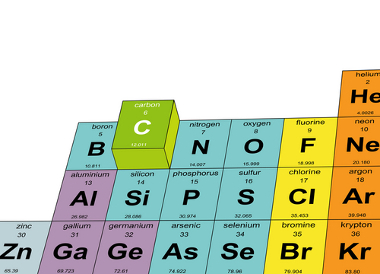 helium
2
He
4.0026
carbon
6
C
12.011
boron
5
B
10.811
nitrogen
7
N
14.007
oxygen
8
O
15.999
fluorine
9
F
18.998
neon
10
Ne
20.180
aluminium
13
Al
26.982
silicon
14
Si
28.086
phosphorus
15
P
30.974
sulfur
16
S
32.065
chlorine
17
Cl
35.453
argon
18
Ar
39.948
zinc
30
Zn
65.39
gallium
31
Ga
69.723
germanium
32
Ge
72.61
arsenic
33
As
74.922
selenium
34
Se
78.96
bromine
35
Br
79.904
krypton
36
Kr
83.80